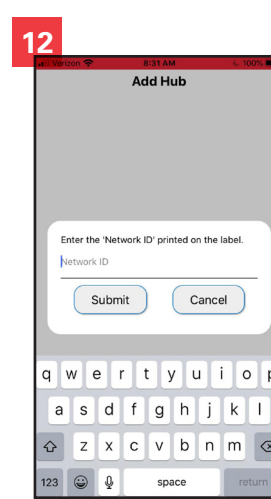 12
Verizon 8:31 AM 100%
Add Hub
Enter the 'Network ID' printed on the label.
Network ID
Submit Cancel
q w e r t y u i o p
a s d f g h j k l
z x c v b n m
123 space return